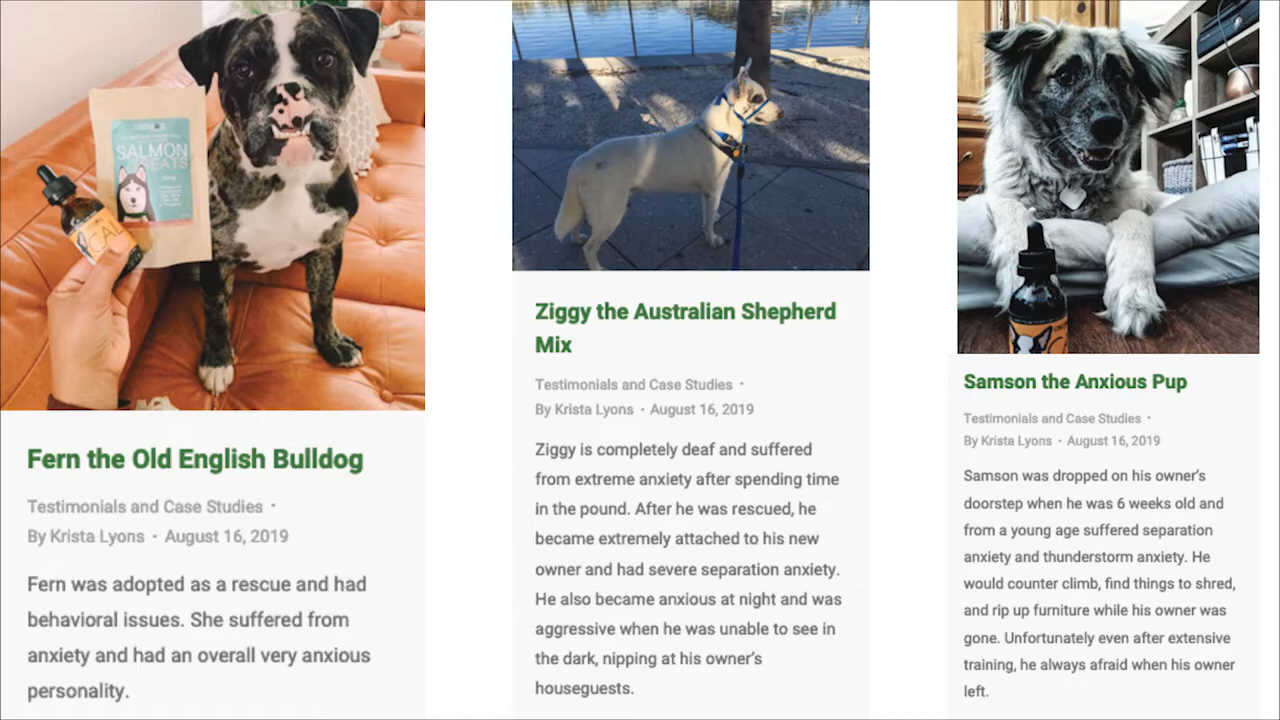 SALMON
CAL
Fern the Old English Bulldog
Testimonials and Case Studies •
By Krista Lyons • August 16, 2019
Fern was adopted as a rescue and had
behavioral issues. She suffered from
anxiety and had an overall very anxious
personality.
Ziggy the Australian Shepherd
Mix
Testimonials and Case Studies •
By Krista Lyons • August 16, 2019
Ziggy is completely deaf and suffered
from extreme anxiety after spending time
in the pound. After he was rescued, he
became extremely attached to his new
owner and had severe separation anxiety.
He also became anxious at night and was
aggressive when he was unable to see in
the dark, nipping at his owner's
houseguests.
Samson the Anxious Pup
Testimonials and Case Studies •
By Krista Lyons • August 16, 2019
Samson was dropped on his owner's
doorstep when he was 6 weeks old and
from a young age suffered separation
anxiety and thunderstorm anxiety. He
would counter climb, find things to shred,
and rip up furniture while his owner was
gone. Unfortunately even after extensive
training, he always afraid when his owner
left.